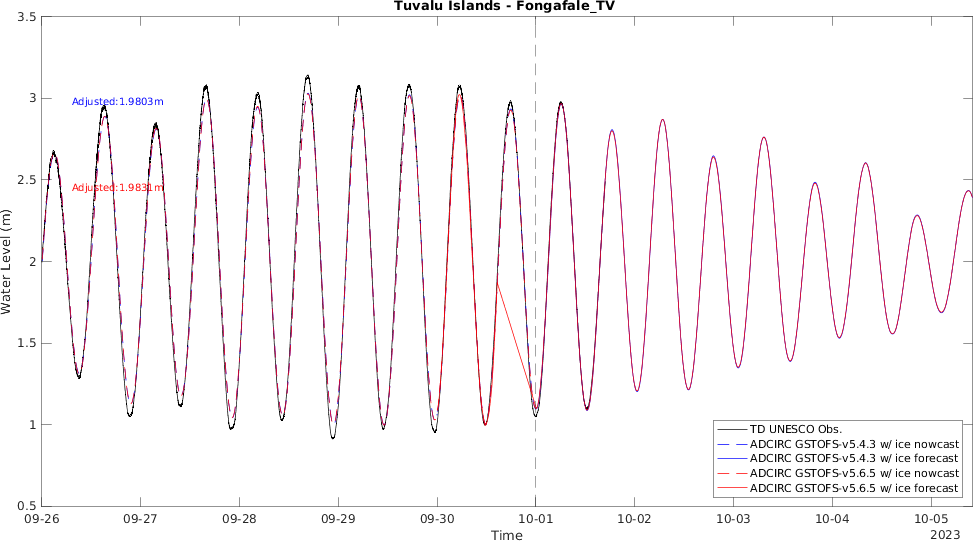 Tuvalu Islands - Fongafale_TV
3.5
3
2.5
2
1.5
1
0.5
Water Level (m)
Adjusted:1.9803m
Adjusted:1.9831m
TD UNESCO Obs.
ADCIRC GSTOFS-v5.4.3 w/ ice nowcast
ADCIRC GSTOFS-v5.4.3 w/ ice forecast
ADCIRC GSTOFS-v5.6.5 w/ ice nowcast
ADCIRC GSTOFS-v5.6.5 w/ ice forecast
09-26 09-27 09-28 09-29 09-30 10-01 10-02 10-03 10-04 10-05
Time
2023